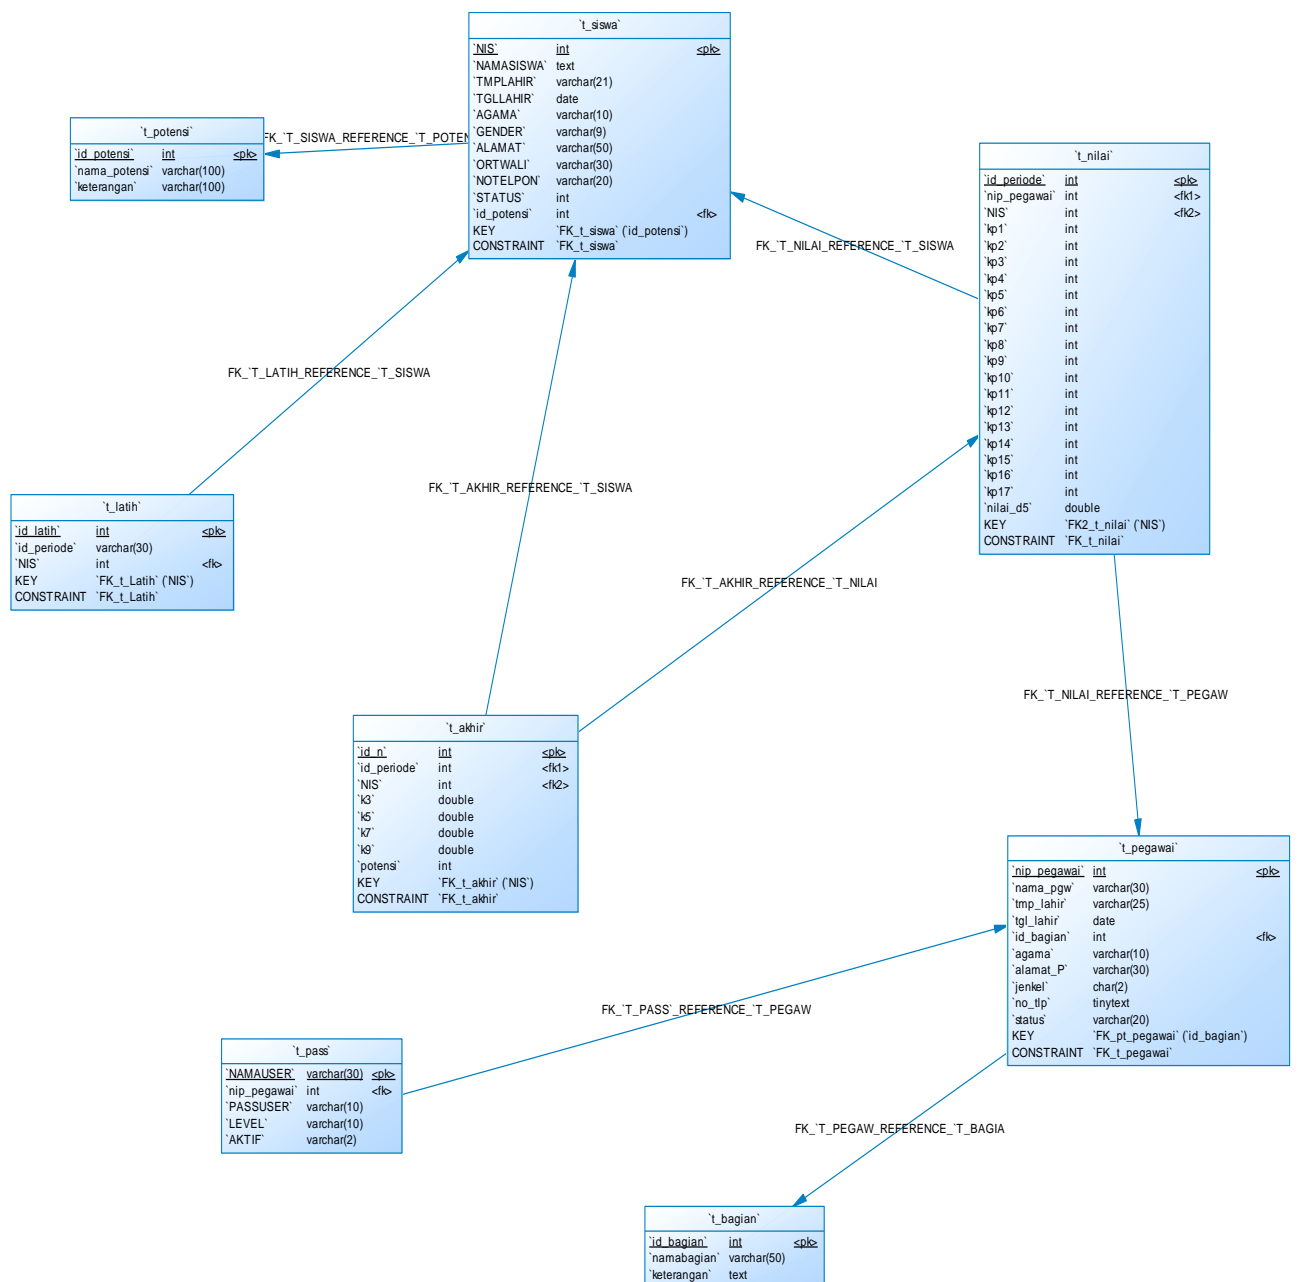 `t_siswa`
`NIS` int <pk>
`NAMASISWA` text
`TMPLAHIR` varchar(21)
`TGLLAHIR` date
`AGAMA` varchar(10)
`GENDER` varchar(9)
`ALAMAT` varchar(50)
`ORTWALI` varchar(30)
`NOTELPON` varchar(20)
`STATUS` int
`id_potensi` int <fk>
KEY `FK_t_siswa` (`id_potensi`)
CONSTRAINT `FK_t_siswa`
FK_`T_SISWA_REFERENCE_`T_POTEN
`t_potensi`
`id_potensi` int <pk>
`nama_potensi` varchar(100)
`keterangan` varchar(100)
`t_nilai`
`id_periode` int <pk>
`nip_pegawai` int <fk1>
`NIS` int <fk2>
`kp1` int
`kp2` int
`kp3` int
`kp4` int
`kp5` int
`kp6` int
`kp7` int
`kp8` int
`kp9` int
`kp10` int
`kp11` int
`kp12` int
`kp13` int
`kp14` int
`kp15` int
`kp16` int
`kp17` int
`nilai_d5` double
KEY `FK2_t_nilai` (`NIS`)
CONSTRAINT `FK_t_nilai`
FK_`T_NILAI_REFERENCE_`T_SISWA
FK_`T_LATIH_REFERENCE_`T_SISWA
FK_`T_AKHIR_REFERENCE_`T_SISWA
`t_latih`
`id_latih` int <pk>
`id_periode` varchar(30)
`NIS` int <fk>
KEY `FK_t_Latih` (`NIS`)
CONSTRAINT `FK_t_Latih`
FK_`T_AKHIR_REFERENCE_`T_NILAI
FK_`T_NILAI_REFERENCE_`T_PEGAW
`t_akhir`
`id_n` int <pk>
`id_periode` int <fk1>
`NIS` int <fk2>
`k3` double
`k5` double
`k7` double
`k9` double
`potensi` int
KEY `FK_t_akhir` (`NIS`)
CONSTRAINT `FK_t_akhir`
`t_pegawai`
`nip_pegawai` int <pk>
`nama_pgw` varchar(30)
`tmp_lahir` varchar(25)
`tgl_lahir` date
`id_bagian` int <fk>
`agama` varchar(10)
`alamat_P` varchar(30)
`jenkel` char(2)
`no_tlp` tinytext
`status` varchar(20)
KEY `FK_pt_pegawai` (`id_bagian`)
CONSTRAINT `FK_t_pegawai`
FK_`T_PASS`_REFERENCE_`T_PEGAW
`t_pass`
`NAMAUSER` varchar(30) <pk>
`nip_pegawai` int <fk>
`PASSUSER` varchar(10)
`LEVEL` varchar(10)
`AKTIF` varchar(2)
FK_`T_PEGAW_REFERENCE_`T_BAGIA
`t_bagian`
`id_bagian` int <pk>
`namabagian` varchar(50)
`keterangan` text